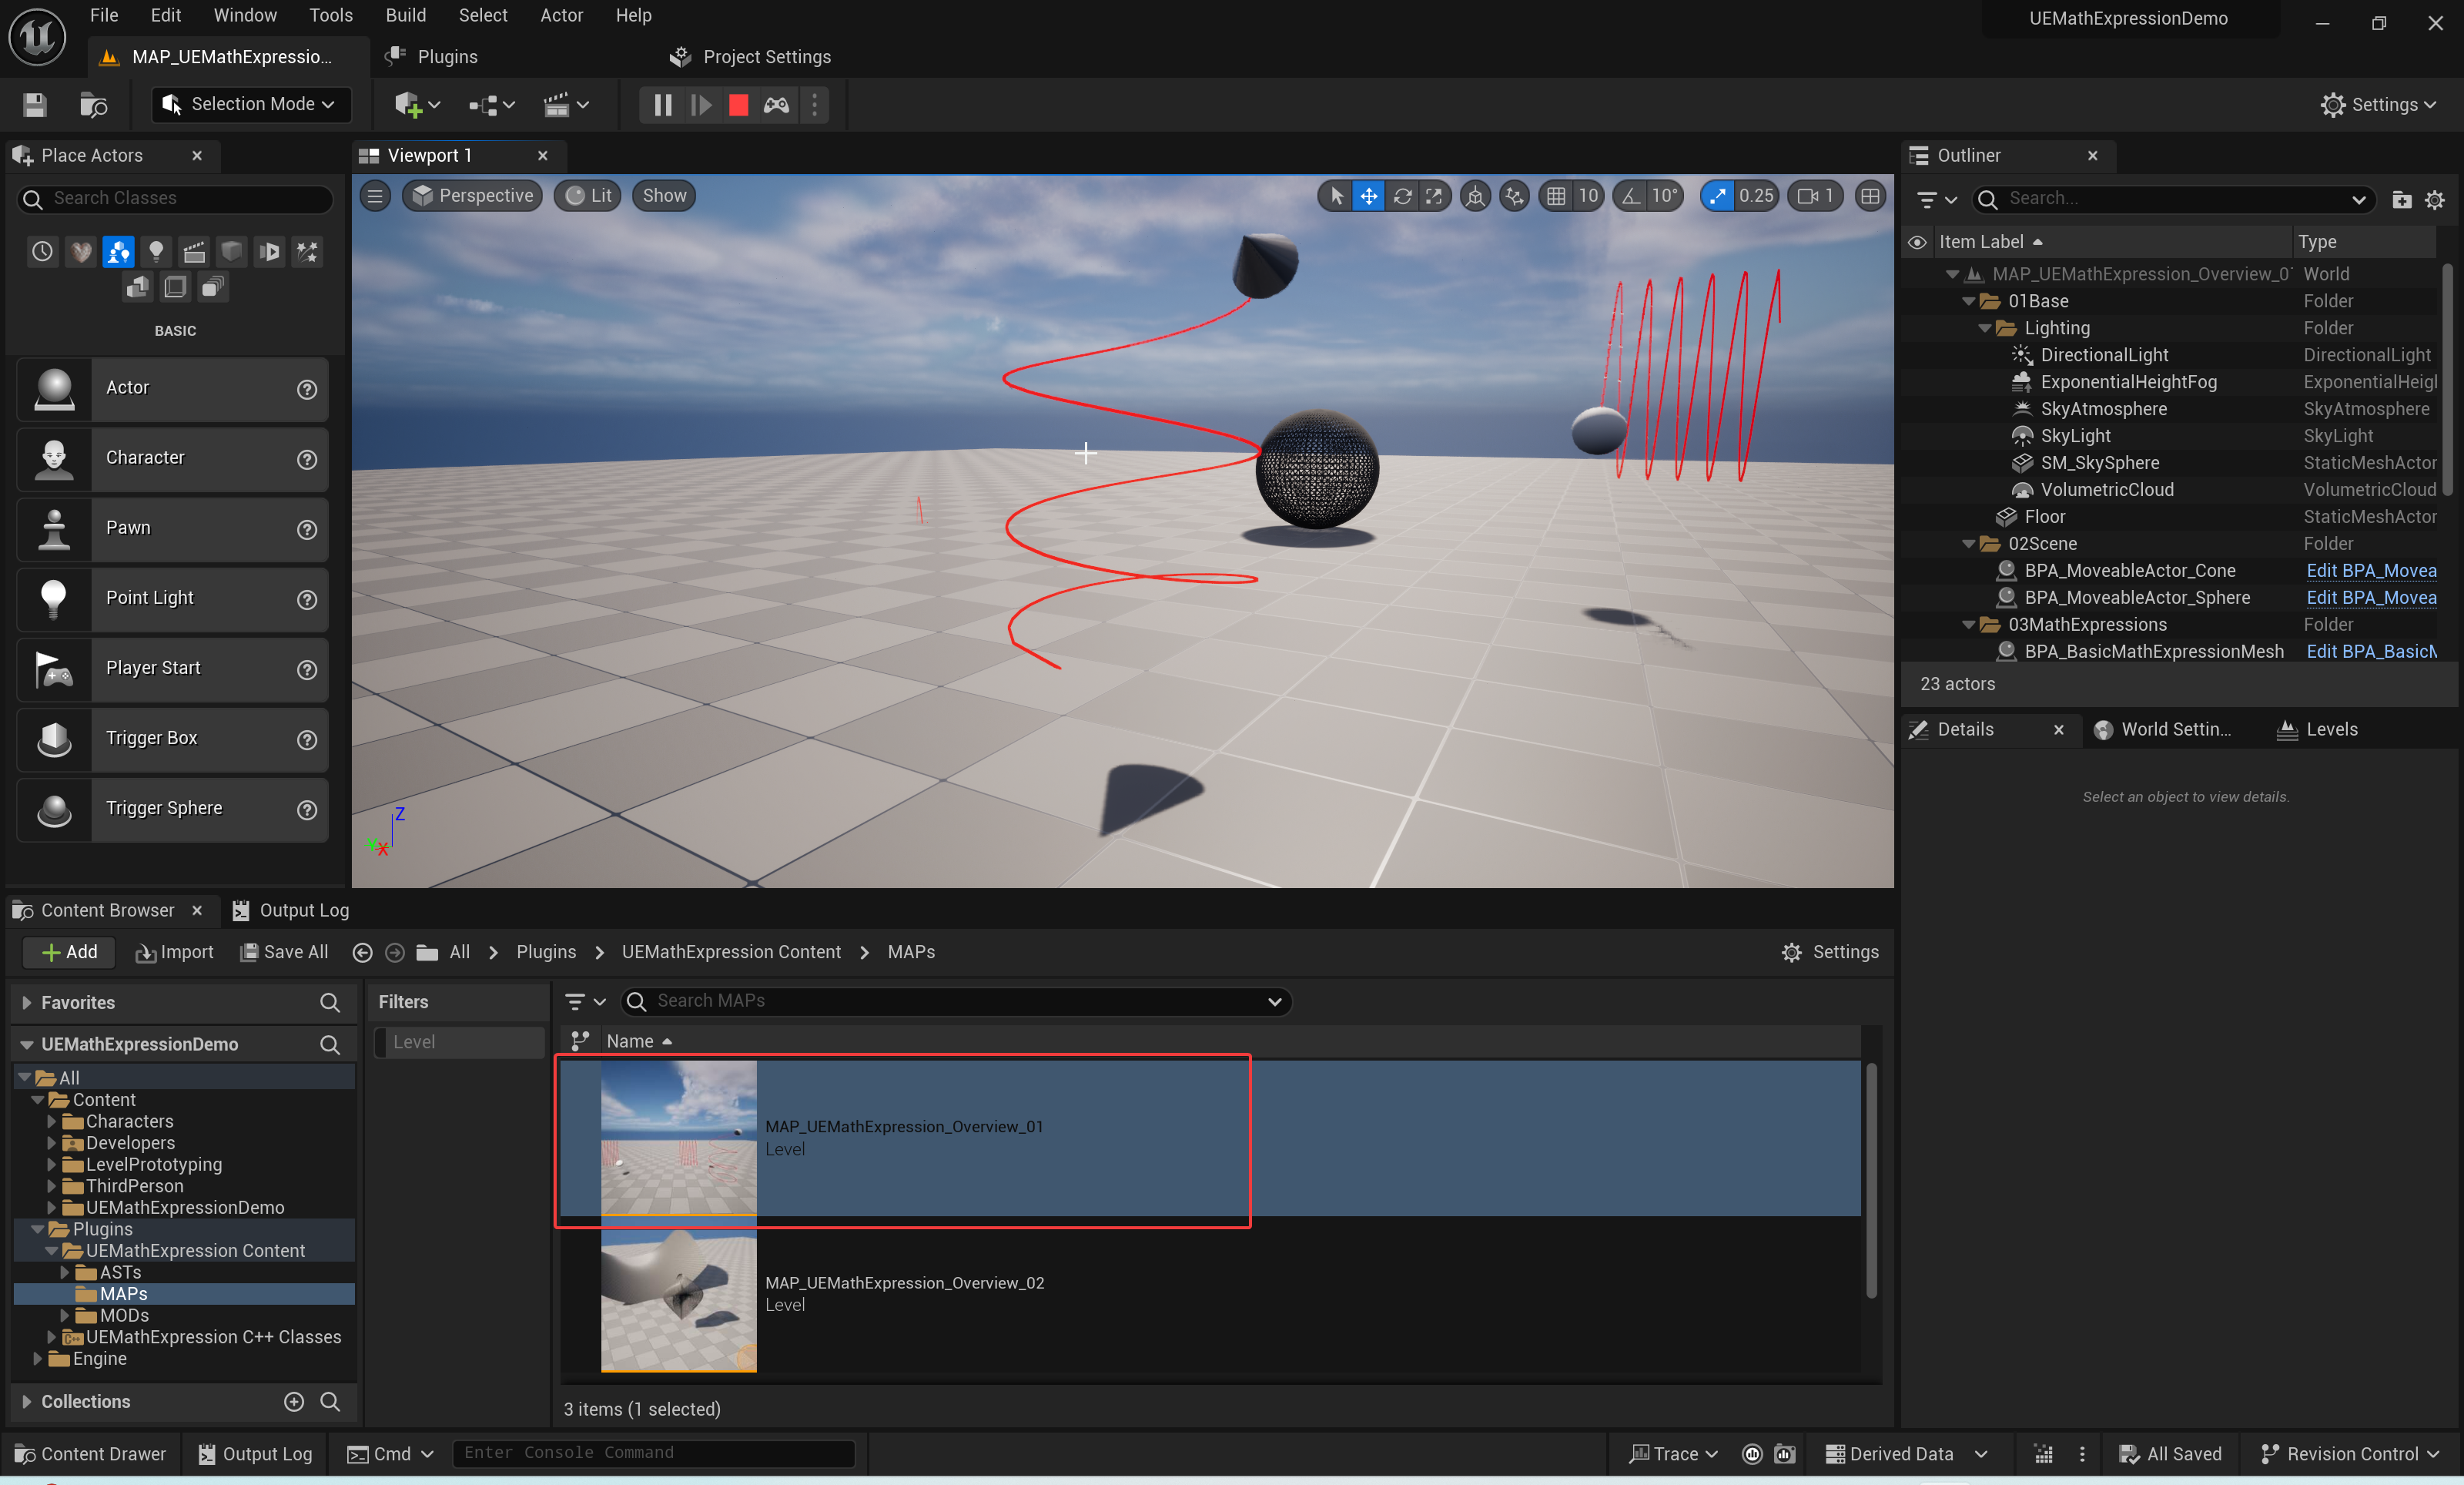 File Edit Window Tools Build Select Actor Help
UEMathExpressionDemo
MAP_UEMathExpressio...
Plugins
Project Settings
Selection Mode
Settings
Place Actors
Search Classes
BASIC
Actor
Character
Pawn
Point Light
Player Start
Trigger Box
Trigger Sphere
Viewport 1
Perspective Lit Show
10 10° 0.25 1
Z
Y X
Outliner
Search...
Item Label Type
MAP_UEMathExpression_Overview_0 World
01Base Folder
Lighting Folder
DirectionalLight DirectionalLight
ExponentialHeightFog ExponentialHeigl
SkyAtmosphere SkyAtmosphere
SkyLight SkyLight
SM_SkySphere StaticMeshActor
VolumetricCloud VolumetricCloud
Floor StaticMeshActor
02Scene Folder
BPA_MoveableActor_Cone Edit BPA_Movea
BPA_MoveableActor_Sphere Edit BPA_Movea
03MathExpressions Folder
BPA_BasicMathExpressionMesh Edit BPA_BasicM
23 actors
Details
World Settin...
Levels
Select an object to view details.
Content Browser
Output Log
Add Import Save All All Plugins UEMathExpression Content MAPs Settings
Favorites
UEMathExpressionDemo
All
Content
Characters
Developers
LevelPrototyping
ThirdPerson
UEMathExpressionDemo
Plugins
UEMathExpression Content
ASTs
MAPs
MODs
C++ UEMathExpression C++ Classes
Engine
Collections
Filters
Level
Search MAPs
Name
MAP_UEMathExpression_Overview_01
Level
MAP_UEMathExpression_Overview_02
Level
3 items (1 selected)
Content Drawer Output Log Cmd Enter Console Command Trace Derived Data All Saved Revision Control